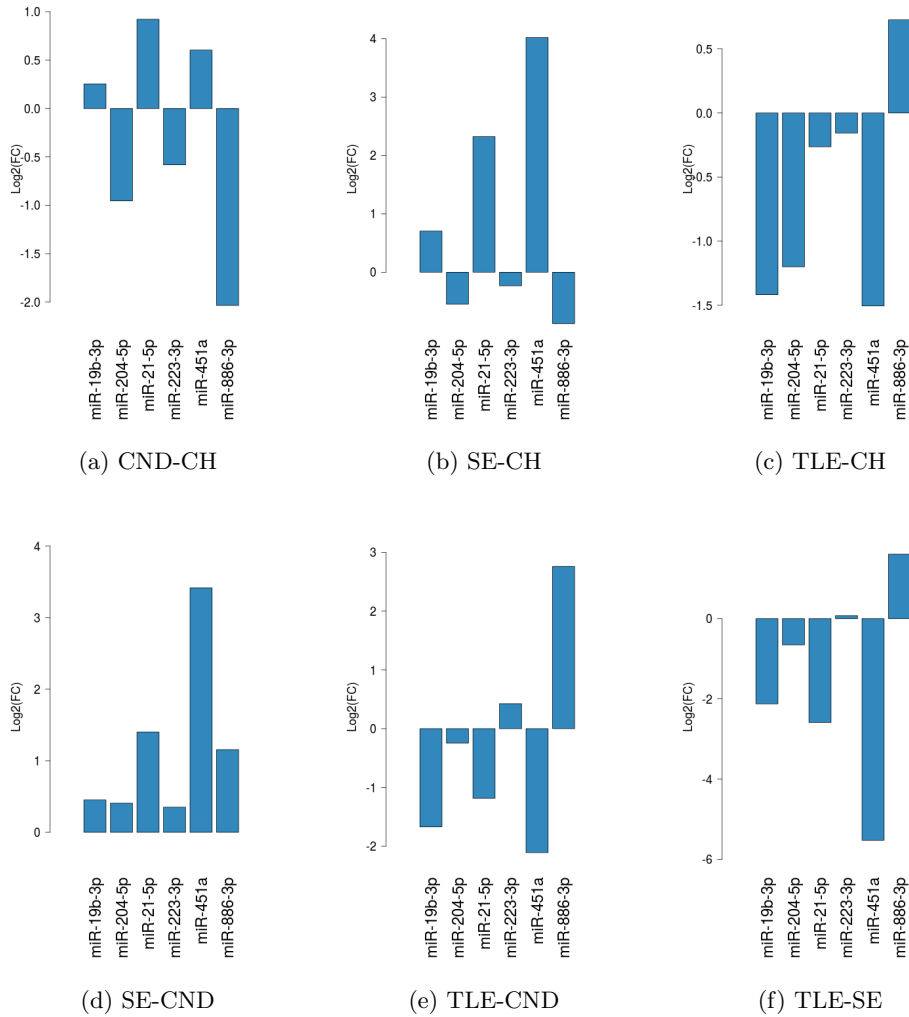 1.0
0.5
0.0
-0.5
-1.0
-1.5
-2.0
Log2(FC)
miR-19b-3p
miR-204-5p
miR-21-5p
miR-223-3p
miR-451a
miR-886-3p
(a) CND-CH
4
3
2
1
0
Log2(FC)
miR-19b-3p
miR-204-5p
miR-21-5p
miR-223-3p
miR-451a
miR-886-3p
(b) SE-CH
0.5
0.0
-0.5
-1.0
-1.5
Log2(FC)
miR-19b-3p
miR-204-5p
miR-21-5p
miR-223-3p
miR-451a
miR-886-3p
(c) TLE-CH
4
3
2
1
0
Log2(FC)
miR-19b-3p
miR-204-5p
miR-21-5p
miR-223-3p
miR-451a
miR-886-3p
(d) SE-CND
3
2
1
0
-1
-2
Log2(FC)
miR-19b-3p
miR-204-5p
miR-21-5p
miR-223-3p
miR-451a
miR-886-3p
(e) TLE-CND
0
-2
-4
-6
Log2(FC)
miR-19b-3p
miR-204-5p
miR-21-5p
miR-223-3p
miR-451a
miR-886-3p
(f) TLE-SE